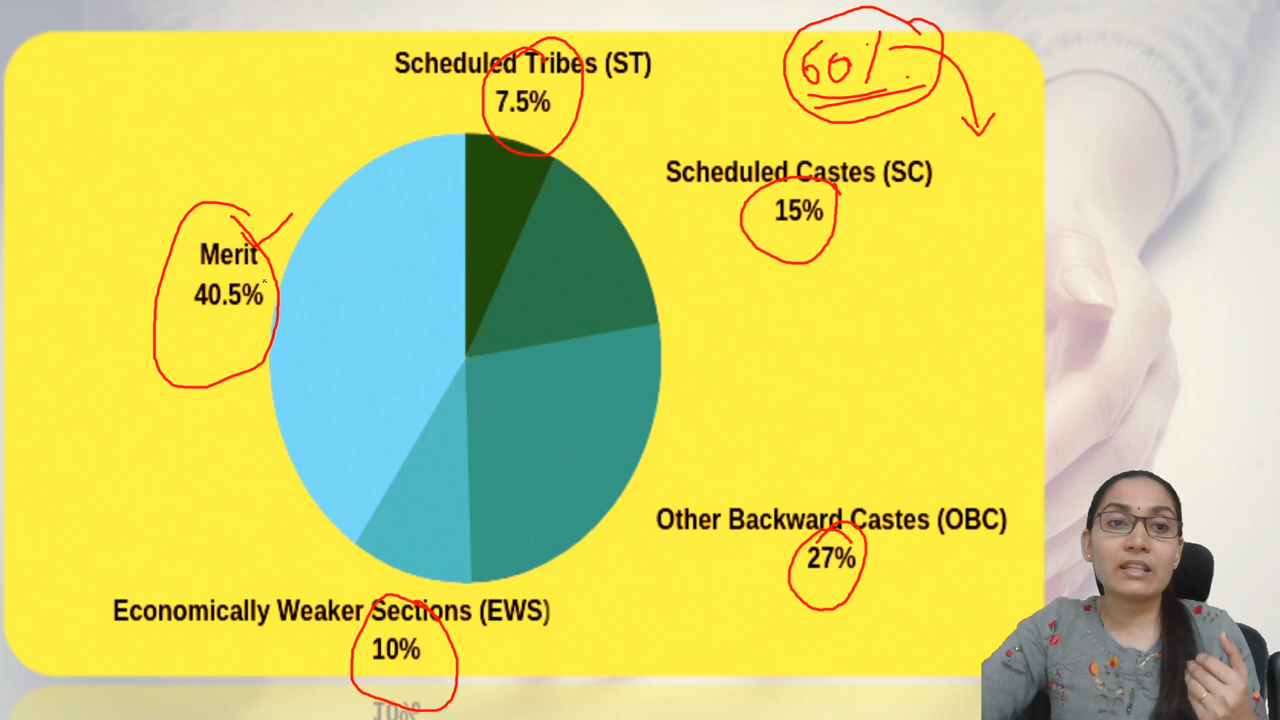 Scheduled Tribes (ST)
7.5%
60%
Scheduled Castes (SC)
15%
Merit
40.5%
Other Backward Castes (OBC)
27%
Economically Weaker Sections (EWS)
10%
10%